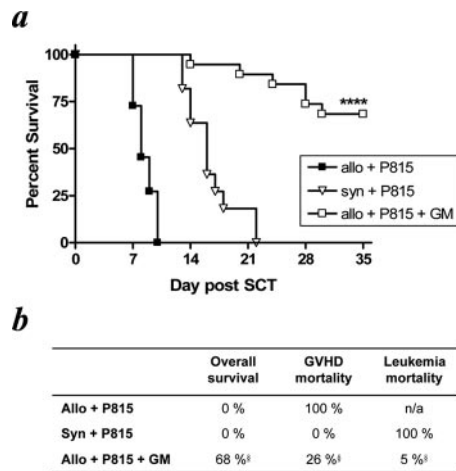 a
100
75
50
25
0
Percent Survival
0 7 14 21 28 35
Day post SCT
****
allo + P815
syn + P815
allo + P815 + GM
b
Overall survival GVHD mortality Leukemia mortality
Allo + P815 0 % 100 % n/a
Syn + P815 0 % 0 % 100 %
Allo + P815 + GM 68 %§ 26 %§ 5 %§